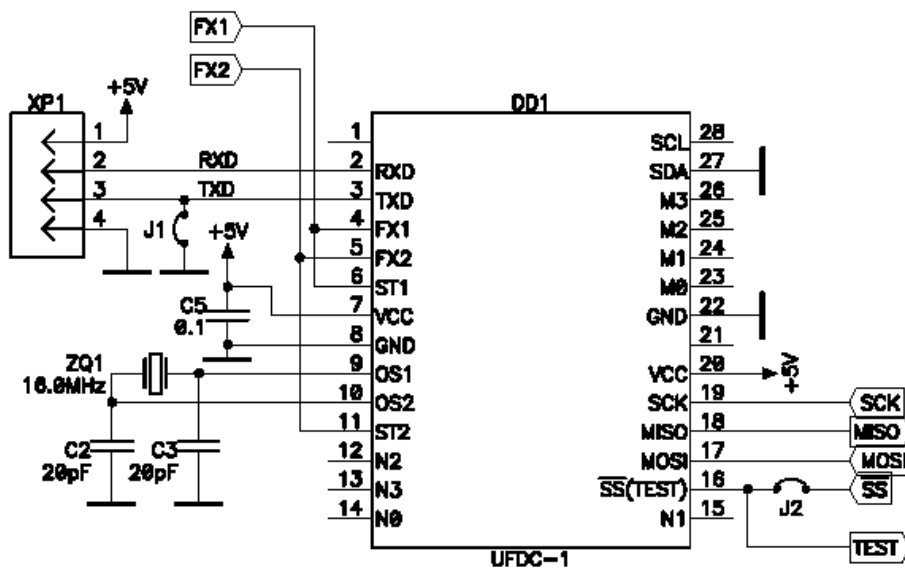 FX1
FX2
+5V
XP1
DD1
1
2
3
4
RXD
TXD
J1
+5V
C5
0.1
ZQ1
16.0MHz
C2
20pF
C3
20pF
1
2 RXD
3 TXD
4 FX1
5 FX2
6 ST1
7 VCC
8 GND
9 OS1
10 OS2
11 ST2
12 N2
13 N3
14 N0
SCL 28
SDA 27
M3 26
M2 25
M1 24
M0 23
GND 22
21
VCC 20
+5V
SCK 19
SCK
MISO 18
MISO
MOSI 17
MOSI
SS(TEST) 16
J2
SS
N1 15
TEST
UFDC-1